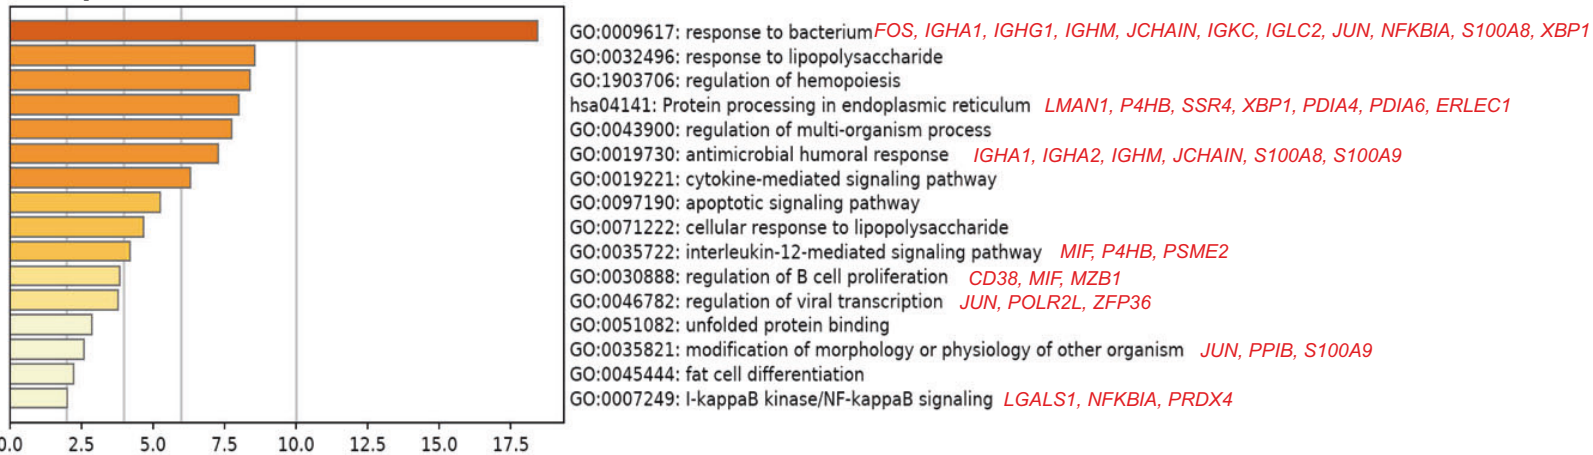 GO:0009617: response to bacterium FOS, IGHA1, IGHG1, IGHM, JCHAIN, IGKC, IGLC2, JUN, NFKBIA, S100A8, XBP1
GO:0032496: response to lipopolysaccharide
GO:1903706: regulation of hemopoiesis
hsa04141: Protein processing in endoplasmic reticulum LMAN1, P4HB, SSR4, XBP1, PDIA4, PDIA6, ERLEC1
GO:0043900: regulation of multi-organism process
GO:0019730: antimicrobial humoral response IGHA1, IGHA2, IGHM, JCHAIN, S100A8, S100A9
GO:0019221: cytokine-mediated signaling pathway
GO:0097190: apoptotic signaling pathway
GO:0071222: cellular response to lipopolysaccharide
GO:0035722: interleukin-12-mediated signaling pathway MIF, P4HB, PSME2
GO:0030888: regulation of B cell proliferation CD38, MIF, MZB1
GO:0046782: regulation of viral transcription JUN, POLR2L, ZFP36
GO:0051082: unfolded protein binding
GO:0035821: modification of morphology or physiology of other organism JUN, PPIB, S100A9
GO:0045444: fat cell differentiation
GO:0007249: I-kappaB kinase/NF-kappaB signaling LGALS1, NFKBIA, PRDX4
0.0 2.5 5.0 7.5 10.0 12.5 15.0 17.5